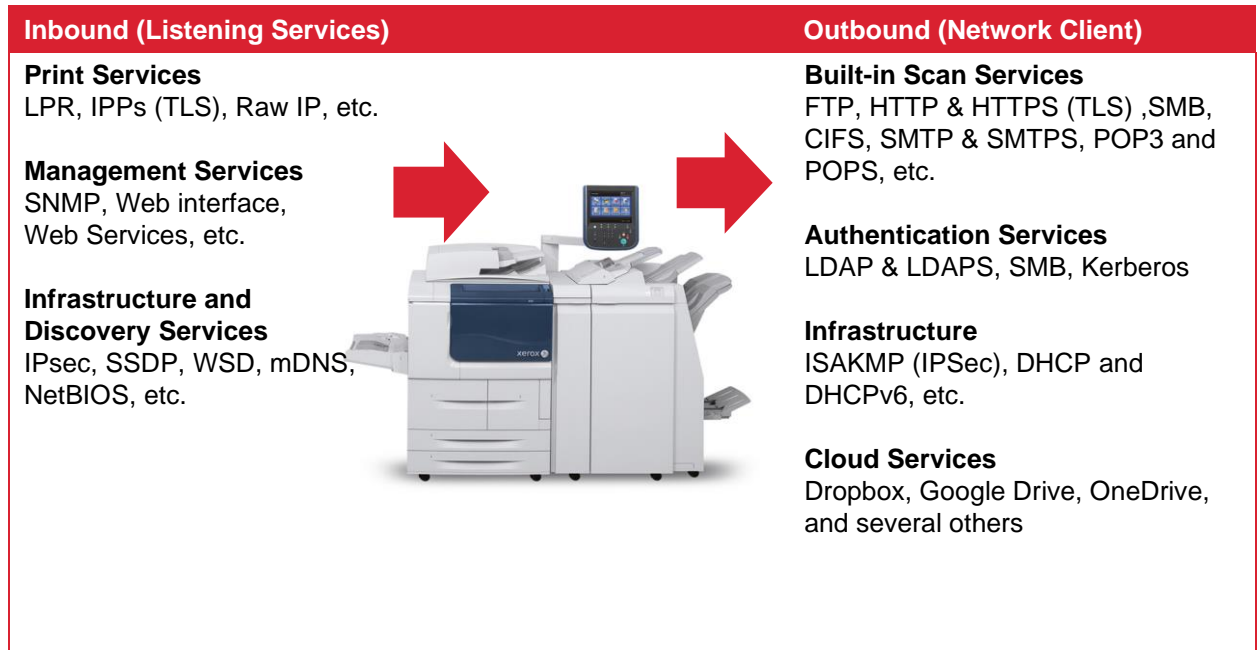 Inbound (Listening Services)
Outbound (Network Client)
Print Services
LPR, IPPs (TLS), Raw IP, etc.
Management Services
SNMP, Web interface,
Web Services, etc.
Infrastructure and
Discovery Services
IPsec, SSDP, WSD, mDNS,
NetBIOS, etc.
xerox
Built-in Scan Services
FTP, HTTP & HTTPS (TLS) ,SMB,
CIFS, SMTP & SMTPS, POP3 and
POPS, etc.
Authentication Services
LDAP & LDAPS, SMB, Kerberos
Infrastructure
ISAKMP (IPSec), DHCP and
DHCPv6, etc.
Cloud Services
Dropbox, Google Drive, OneDrive,
and several others